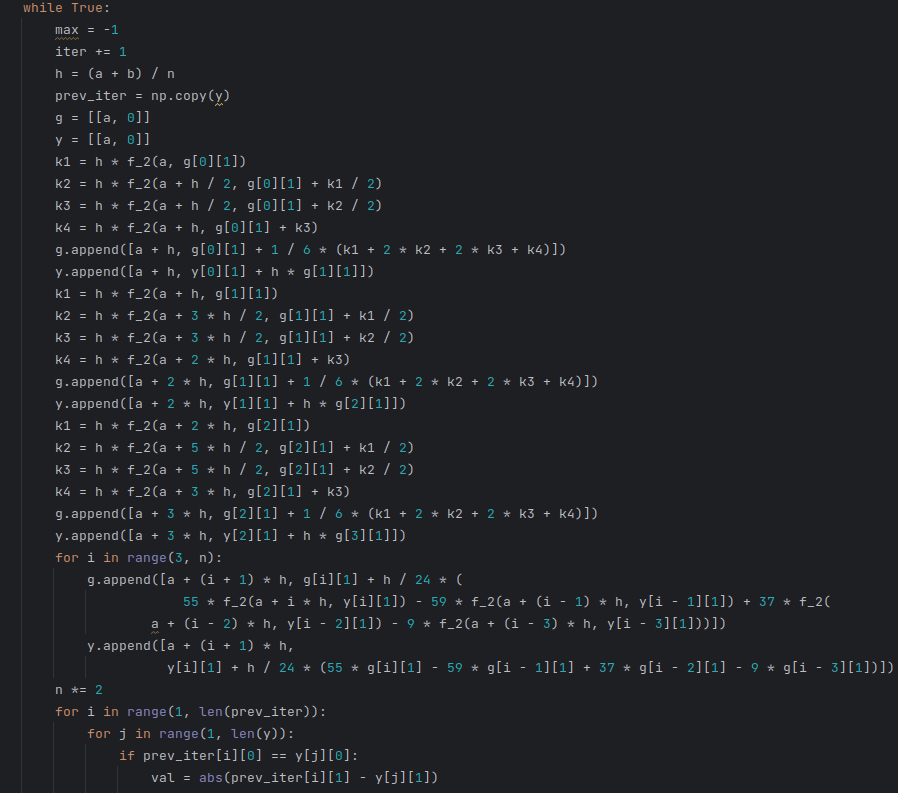 while True:
max = -1
iter += 1
h = (a + b) / n
prev_iter = np.copy(y)
g = [[a, 0]]
y = [[a, 0]]
k1 = h * f_2(a, g[0][1])
k2 = h * f_2(a + h / 2, g[0][1] + k1 / 2)
k3 = h * f_2(a + h / 2, g[0][1] + k2 / 2)
k4 = h * f_2(a + h, g[0][1] + k3)
g.append([a + h, g[0][1] + 1 / 6 * (k1 + 2 * k2 + 2 * k3 + k4)])
y.append([a + h, y[0][1] + h * g[1][1]])
k1 = h * f_2(a + h, g[1][1])
k2 = h * f_2(a + 3 * h / 2, g[1][1] + k1 / 2)
k3 = h * f_2(a + 3 * h / 2, g[1][1] + k2 / 2)
k4 = h * f_2(a + 2 * h, g[1][1] + k3)
g.append([a + 2 * h, g[1][1] + 1 / 6 * (k1 + 2 * k2 + 2 * k3 + k4)])
y.append([a + 2 * h, y[1][1] + h * g[2][1]])
k1 = h * f_2(a + 2 * h, g[2][1])
k2 = h * f_2(a + 5 * h / 2, g[2][1] + k1 / 2)
k3 = h * f_2(a + 5 * h / 2, g[2][1] + k2 / 2)
k4 = h * f_2(a + 3 * h, g[2][1] + k3)
g.append([a + 3 * h, g[2][1] + 1 / 6 * (k1 + 2 * k2 + 2 * k3 + k4)])
y.append([a + 3 * h, y[2][1] + h * g[3][1]])
for i in range(3, n):
g.append([a + (i + 1) * h, g[i][1] + h / 24 * (
55 * f_2(a + i * h, y[i][1]) - 59 * f_2(a + (i - 1) * h, y[i - 1][1]) + 37 * f_2(
a + (i - 2) * h, y[i - 2][1]) - 9 * f_2(a + (i - 3) * h, y[i - 3][1]))])
y.append([a + (i + 1) * h,
y[i][1] + h / 24 * (55 * g[i][1] - 59 * g[i - 1][1] + 37 * g[i - 2][1] - 9 * g[i - 3][1])])
n *= 2
for i in range(1, len(prev_iter)):
for j in range(1, len(y)):
if prev_iter[i][0] == y[j][0]:
val = abs(prev_iter[i][1] - y[j][1])